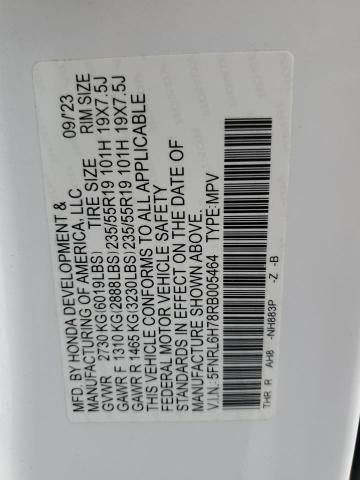 MFD. BY HONDA DEVELOPMENT & 09/'23
MANUFACTURING OF AMERICA, LLC
TIRE SIZE RIM SIZE
GVWR 2730 KG(6019LBS)
GAWR F 1310 KG(2888LBS)235/55R19 101H 19X7.5J
GAWR R 1465 KG(3230LBS)235/55R19 101H 19X7.5J
THIS VEHICLE CONFORMS TO ALL APPLICABLE
FEDERAL MOTOR VEHICLE SAFETY
STANDARDS IN EFFECT ON THE DATE OF
MANUFACTURE SHOWN ABOVE.
V.I.N.:5FNRL6H78RB005464 TYPE:MPV
THR R AH8 -NH883P -Z -B